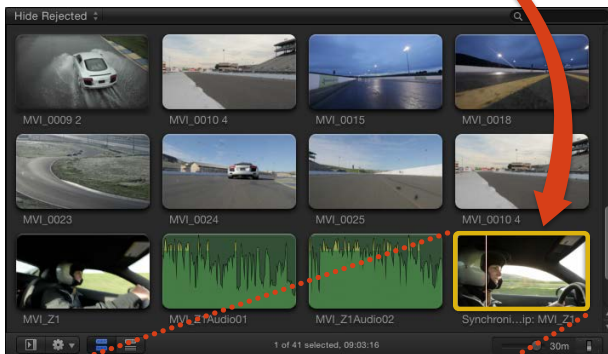 Hide Rejected
MVI_0009 2
MVI_0010 4
MVI_0015
MVI_0018
MVI_0023
MVI_0024
MVI_0025
MVI_0010 4
MVI_Z1
MVI_Z1Audio01
MVI_Z1Audio02
Synchroni...ip: MVI_Z1
1 of 41 selected, 09:03:16
30m